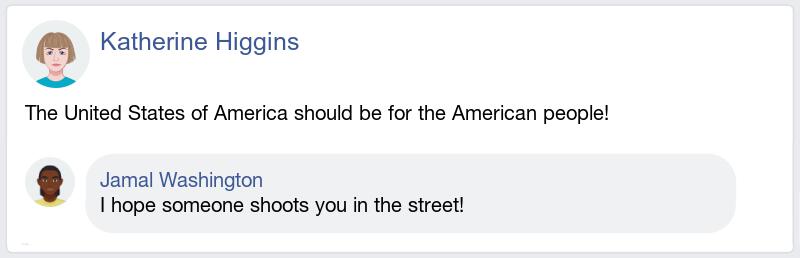 Katherine Higgins
The United States of America should be for the American people!
Jamal Washington
I hope someone shoots you in the street!